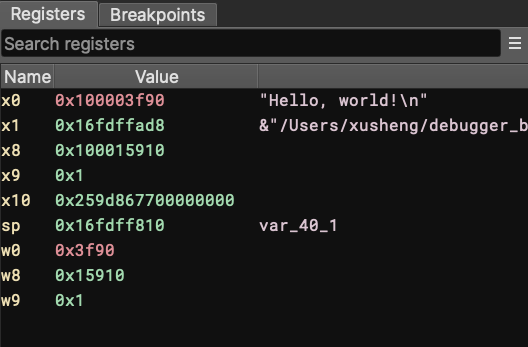 Registers Breakpoints
Search registers
Name Value
x0 0x100003f90 "Hello, world!\n"
x1 0x16fdffad8 &"/Users/xusheng/debugger_b
x8 0x100015910
x9 0x1
x10 0x259d867700000000
sp 0x16fdff810 var_40_1
w0 0x3f90
w8 0x15910
w9 0x1